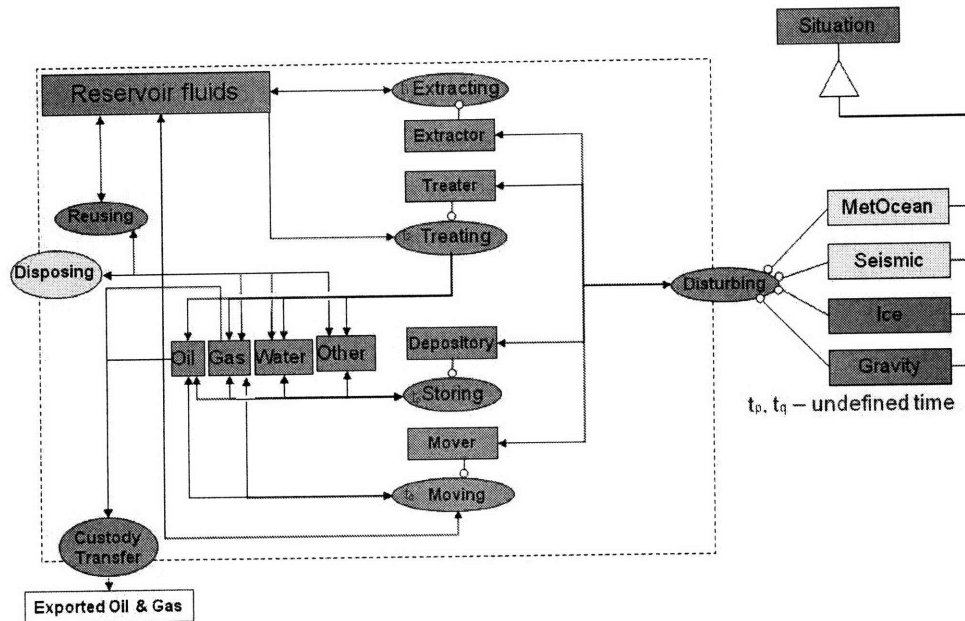 Situation
Reservoir fluids
Extracting
Extractor
Treater
Treating
Reusing
Disposing
MetOcean
Seismic
Ice
Gravity
Disturbing
Oil
Gas
Water
Other
Depository
Storing
Mover
Moving
tₚ, t_q – undefined time
Custody
Transfer
Exported Oil & Gas